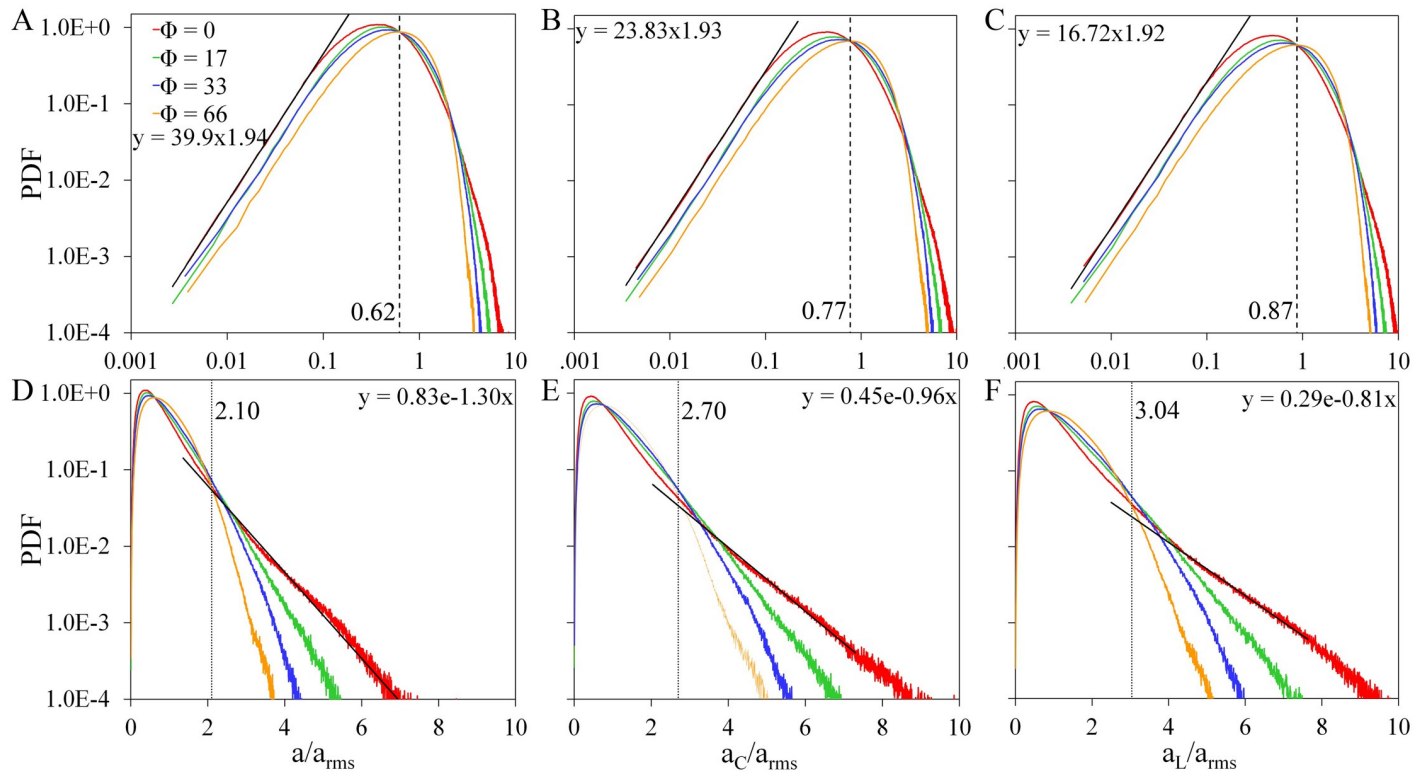 A
B
C
1.0E+0
1.0E-1
1.0E-2
1.0E-3
1.0E-4
PDF
Φ = 0
Φ = 17
Φ = 33
Φ = 66
y = 39.9x1.94
y = 23.83x1.93
y = 16.72x1.92
0.62
0.77
0.87
0.001 0.01 0.1 1 10
.001 0.01 0.1 1 10
.001 0.01 0.1 1 10
D
E
F
1.0E+0
1.0E-1
1.0E-2
1.0E-3
1.0E-4
PDF
2.10
y = 0.83e-1.30x
2.70
y = 0.45e-0.96x
3.04
y = 0.29e-0.81x
0 2 4 6 8 10
0 2 4 6 8 10
0 2 4 6 8 10
a/arms
aC/arms
aL/arms